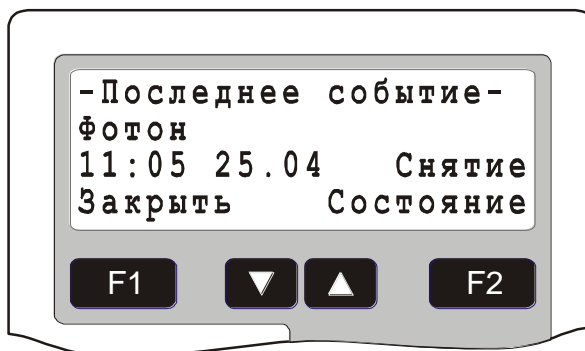 -Последнее событие-
Фотон
11:05 25.04 Снятие
Закрыть Состояние
F1 F2